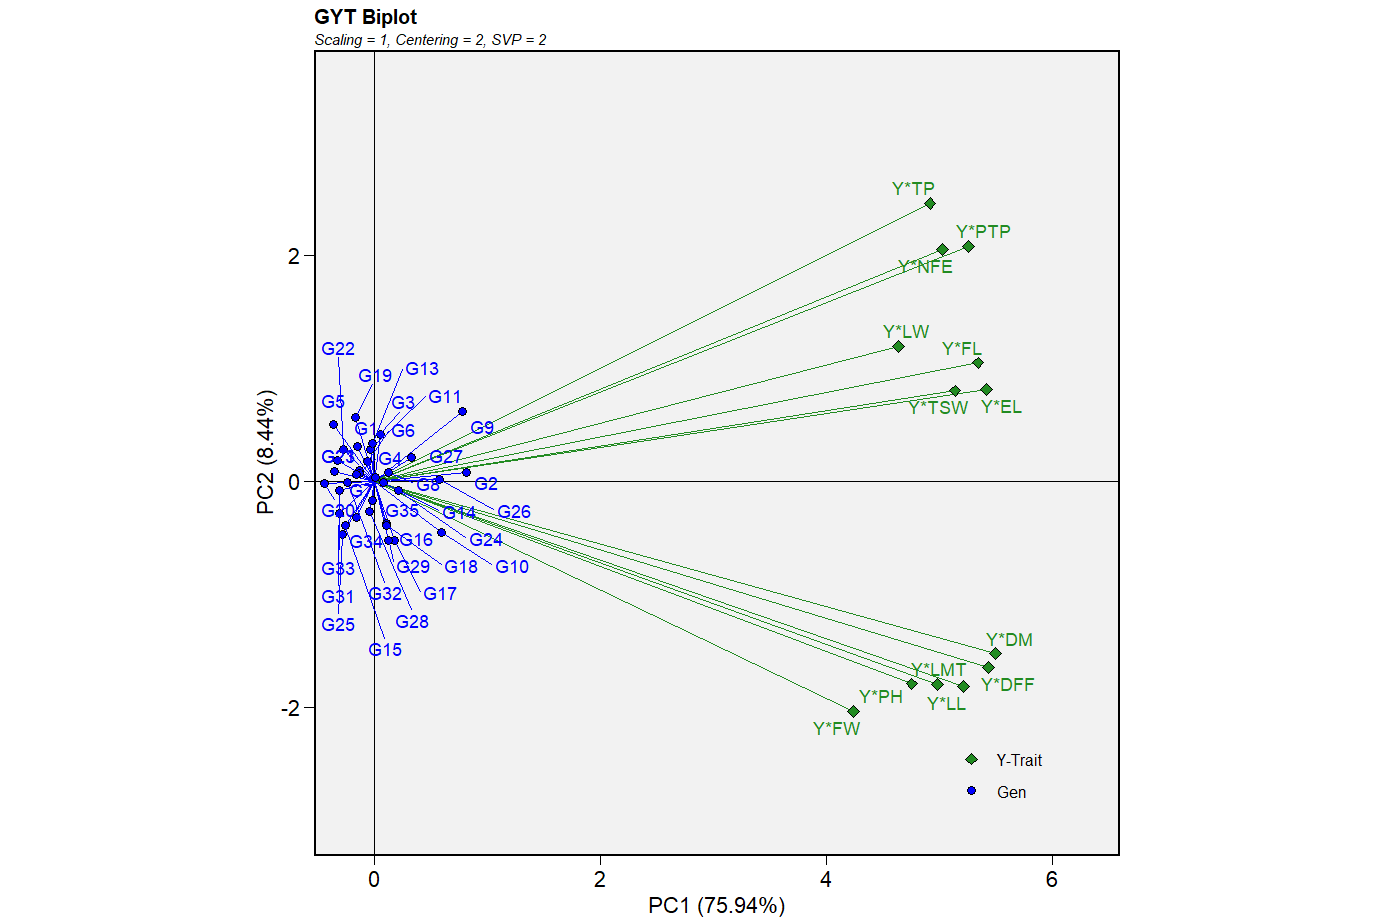 GYT Biplot
Scaling = 1, Centering = 2, SVP = 2
Y*TP
Y*PTP
Y*NFE
Y*LW
Y*FL
Y*TSW
Y*EL
G22
G13
G19
G5
G3
G11
G1
G6
G9
G23
G4
G27
G8
G2
G20
G35
G14
G26
G34
G16
G24
G33
G29
G18
G10
G31
G32
G17
G25
G28
G15
Y*DM
Y*LMT
Y*DFF
Y*PH
Y*LL
Y*FW
Y-Trait
Gen
2
0
-2
PC2 (8.44%)
0
2
4
6
PC1 (75.94%)